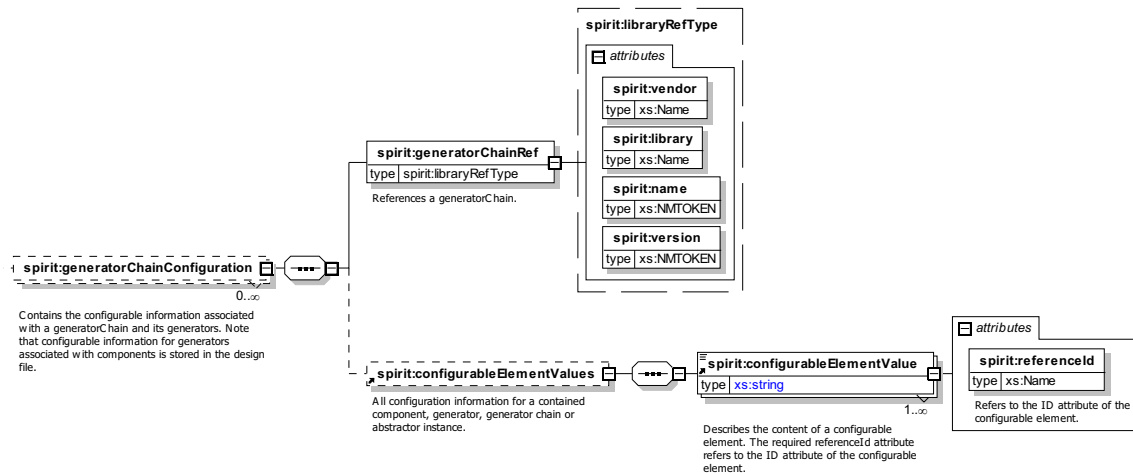 spirit:libraryRefType
attributes
spirit:vendor
type xs:Name
spirit:library
type xs:Name
spirit:generatorChainRef
type spirit:libraryRefType
References a generatorChain.
spirit:name
type xs:NMTOKEN
spirit:version
type xs:NMTOKEN
spirit:generatorChainConfiguration
0..∞
Contains the configurable information associated
with a generatorChain and its generators. Note
that configurable information for generators
associated with components is stored in the design
file.
spirit:configurableElementValues
All configuration information for a contained
component, generator, generator chain or
abstractor instance.
spirit:configurableElementValue
type xs:string
1..∞
Describes the content of a configurable
element. The required referenceId attribute
refers to the ID attribute of the configurable
element.
attributes
spirit:referenceId
type xs:Name
Refers to the ID attribute of the
configurable element.